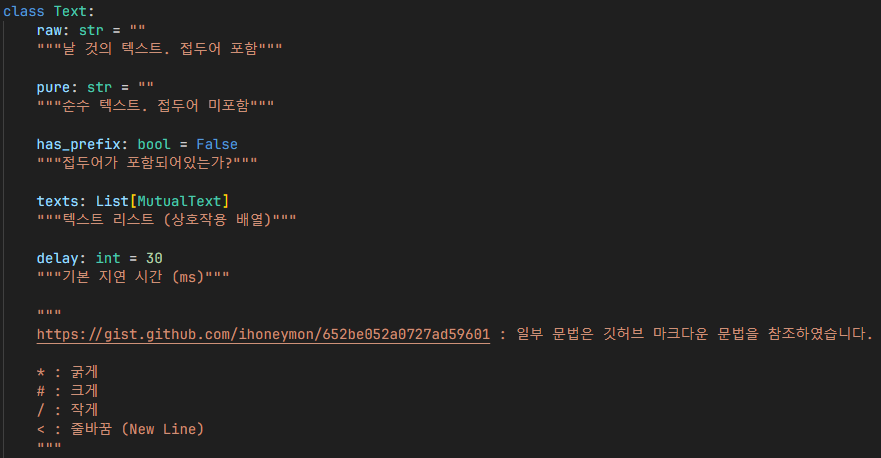 class Text:
raw: str = ""
"""날 것의 텍스트. 접두어 포함"""
pure: str = ""
"""순수 텍스트. 접두어 미포함"""
has_prefix: bool = False
"""접두어가 포함되어있는가?"""
texts: List[MutualText]
"""텍스트 리스트 (상호작용 배열)"""
delay: int = 30
"""기본 지연 시간 (ms)"""
"""
https://gist.github.com/ihoneymon/652be052a0727ad59601 : 일부 문법은 깃허브 마크다운 문법을 참조하였습니다.
* : 굵게
# : 크게
/ : 작게
< : 줄바꿈 (New Line)
"""